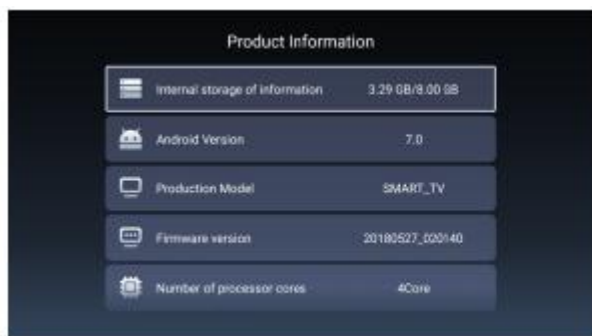 Product Information
Internal storage of information 3.29 GB/8.00 GB
Android Version 7.0
Production Model SMART_TV
Firmware version 20180527_020140
Number of processor cores 4Core